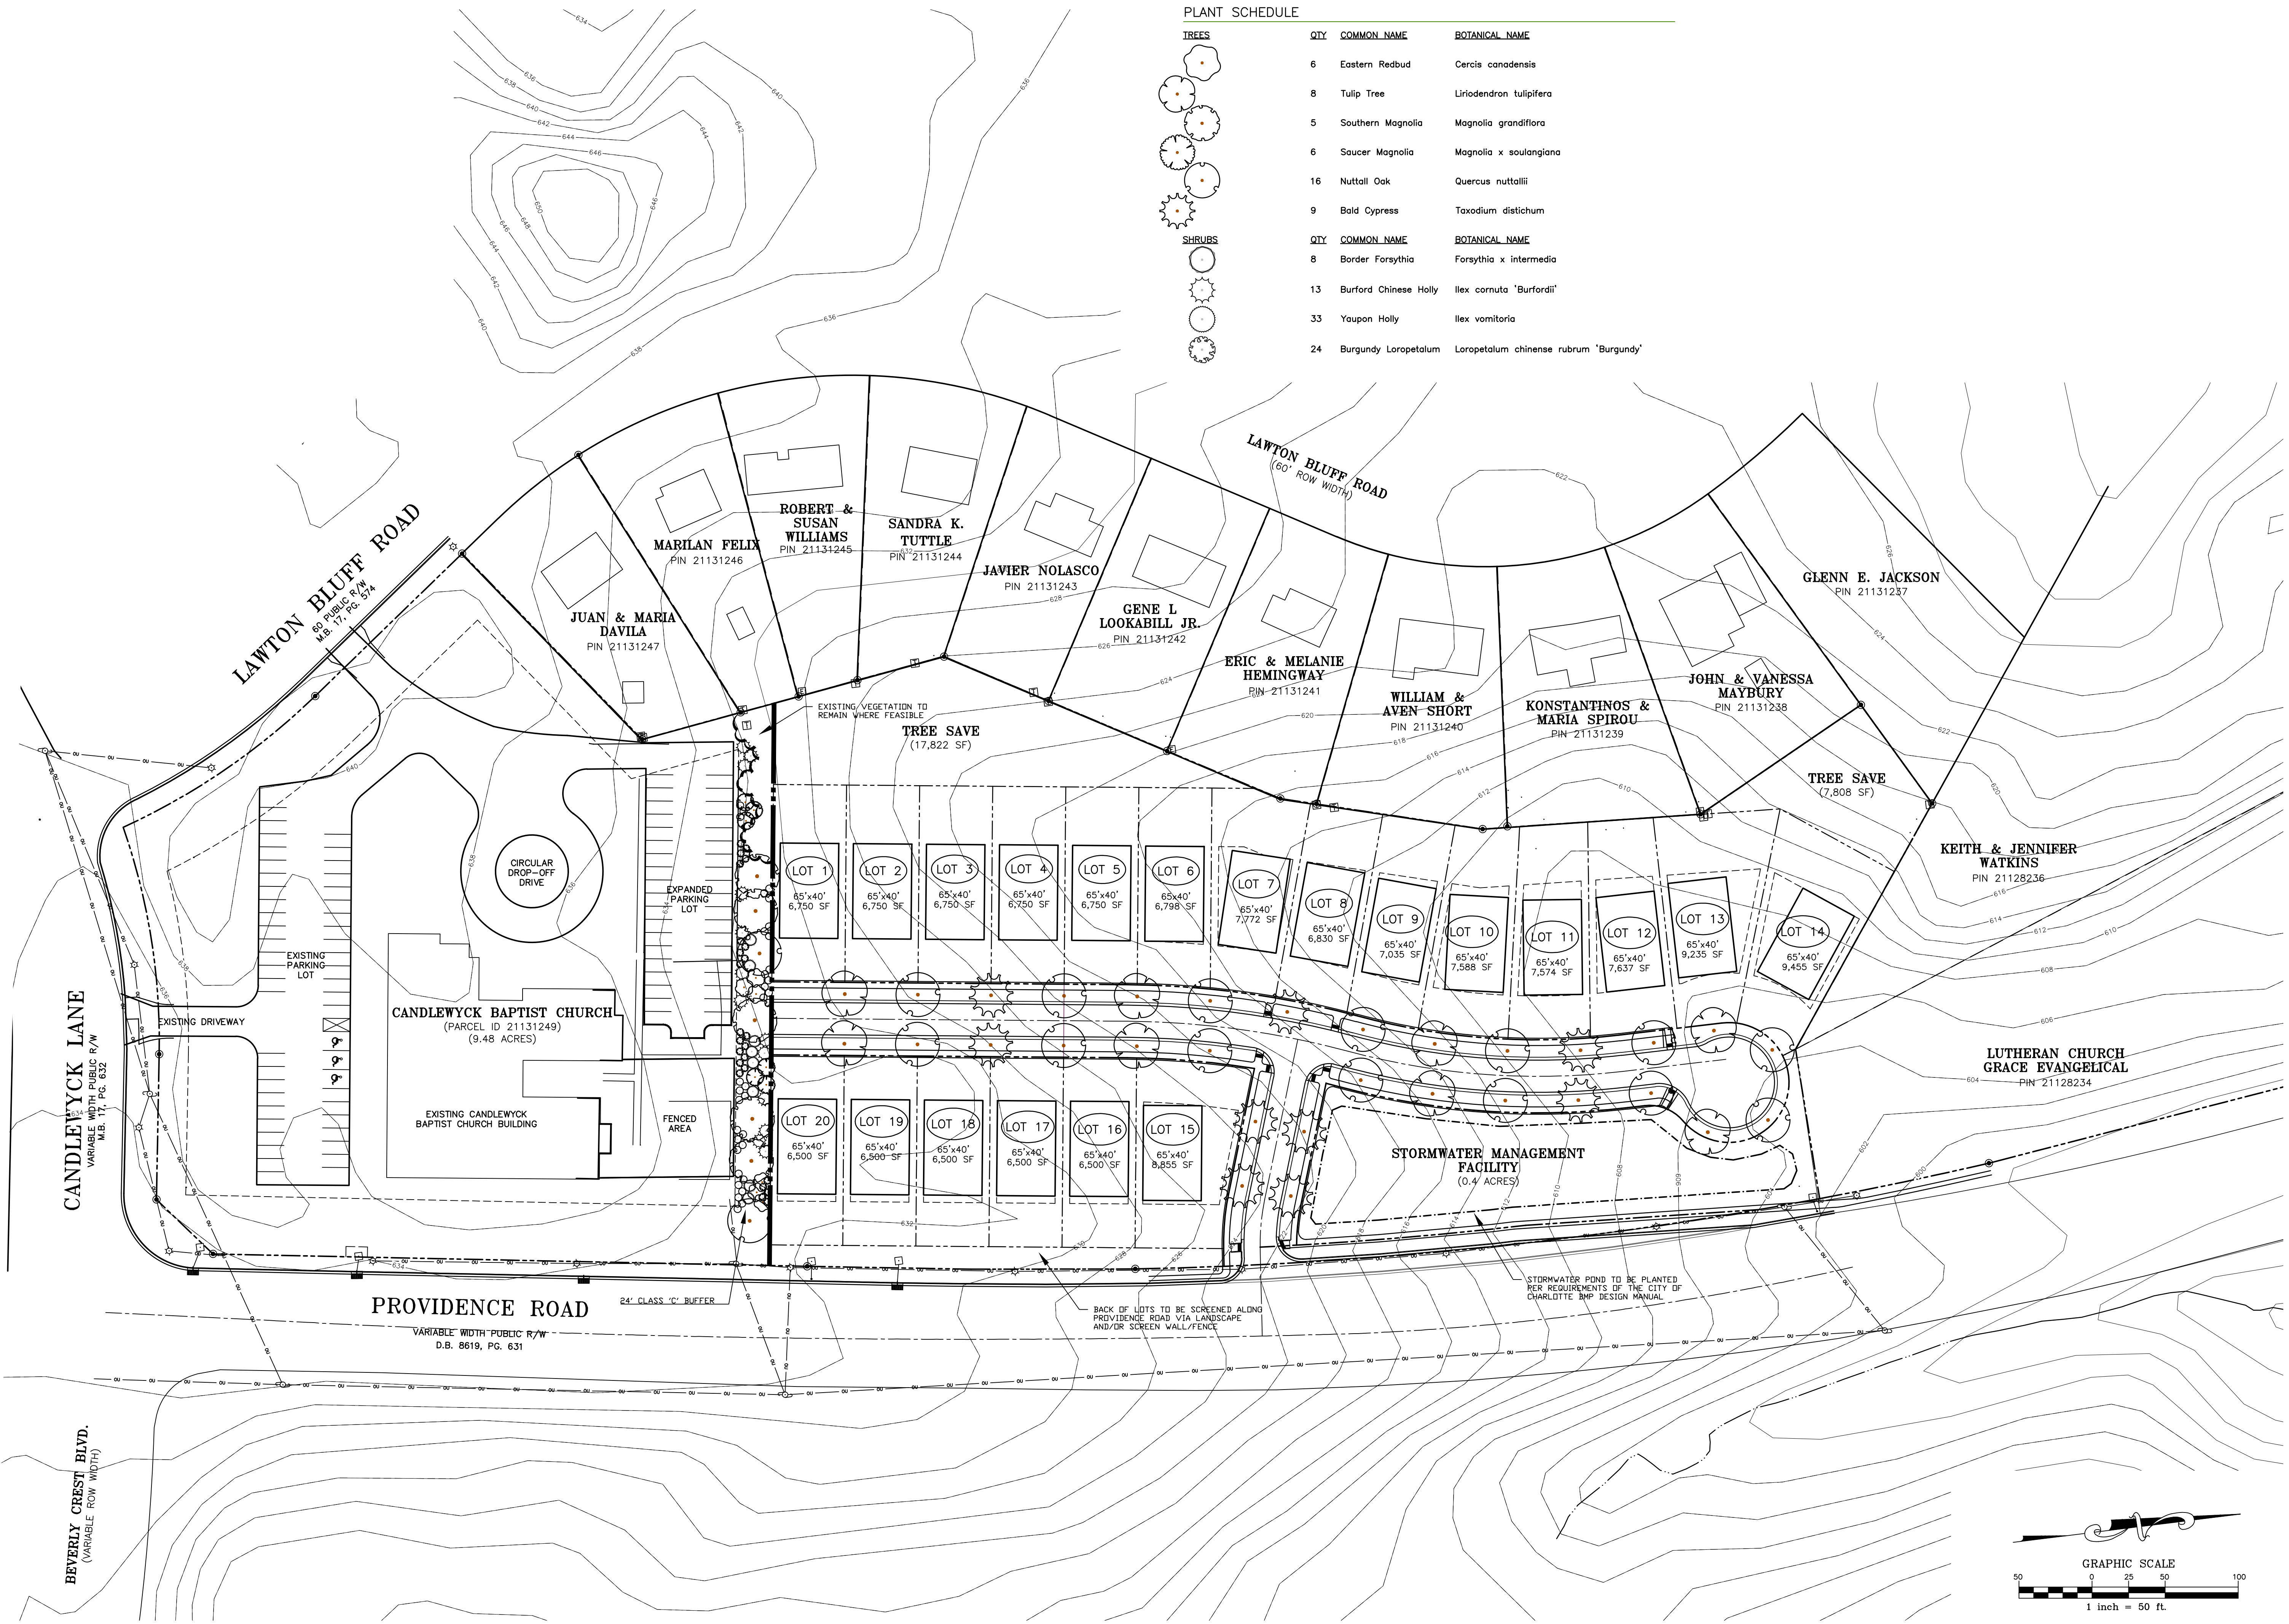 PLANT SCHEDULE
TREES QTY COMMON NAME BOTANICAL NAME
6 Eastern Redbud Cercis canadensis
8 Tulip Tree Liriodendron tulipifera
5 Southern Magnolia Magnolia grandiflora
6 Saucer Magnolia Magnolia x soulangiana
16 Nuttall Oak Quercus nuttallii
9 Bald Cypress Taxodium distichum
SHRUBS QTY COMMON NAME BOTANICAL NAME
8 Border Forsythia Forsythia x intermedia
13 Burford Chinese Holly Ilex cornuta 'Burfordii'
33 Yaupon Holly Ilex vomitoria
24 Burgundy Loropetalum Loropetalum chinense rubrum 'Burgundy'
LAWTON BLUFF ROAD
(60' ROW WIDTH)
LAWTON BLUFF ROAD
60 PUBLIC R/W
M.B. 17, PG. 574
JUAN & MARIA
DAVILA
PIN 21131247
MARILAN FELIX
PIN 21131246
ROBERT &
SUSAN
WILLIAMS
PIN 21131245
SANDRA K.
TUTTLE
PIN 21131244
JAVIER NOLASCO
PIN 21131243
GENE L
LOOKABILL JR.
PIN 21131242
ERIC & MELANIE
HEMINGWAY
PIN 21131241
WILLIAM &
AVEN SHORT
PIN 21131240
KONSTANTINOS &
MARIA SPIROU
PIN 21131239
JOHN & VANESSA
MAYBURY
PIN 21131238
GLENN E. JACKSON
PIN 21131237
KEITH & JENNIFER
WATKINS
PIN 21128236
LUTHERAN CHURCH
GRACE EVANGELICAL
PIN 21128234
EXISTING VEGETATION TO
REMAIN WHERE FEASIBLE
TREE SAVE
(17,822 SF)
TREE SAVE
(7,808 SF)
CIRCULAR
DROP-OFF
DRIVE
EXPANDED
PARKING
LOT
EXISTING
PARKING
LOT
EXISTING DRIVEWAY
CANDLEWYCK BAPTIST CHURCH
(PARCEL ID 21131249)
(9.48 ACRES)
EXISTING CANDLEWYCK
BAPTIST CHURCH BUILDING
FENCED
AREA
LOT 1
65'x40'
6,750 SF
LOT 2
65'x40'
6,750 SF
LOT 3
65'x40'
6,750 SF
LOT 4
65'x40'
6,750 SF
LOT 5
65'x40'
6,750 SF
LOT 6
65x40'
6,798 SF
LOT 7
65'x40'
7,772 SF
LOT 8
65'x40'
6,830 SF
LOT 9
65'x40'
7,035 SF
LOT 10
65'x40'
7,588 SF
LOT 11
65'x40'
7,574 SF
LOT 12
65'x40'
7,637 SF
LOT 13
65'x40'
9,235 SF
LOT 14
65'x40'
9,455 SF
LOT 20
65'x40'
6,500 SF
LOT 19
65'x40'
6,500 SF
LOT 18
65'x40'
6,500 SF
LOT 17
65'x40'
6,500 SF
LOT 16
65'x40'
6,500 SF
LOT 15
65'x40'
8,855 SF
STORMWATER MANAGEMENT
FACILITY
(0.4 ACRES)
STORMWATER POND TO BE PLANTED
PER REQUIREMENTS OF THE CITY OF
CHARLOTTE BMP DESIGN MANUAL
BACK OF LOTS TO BE SCREENED ALONG
PROVIDENCE ROAD VIA LANDSCAPE
AND/OR SCREEN WALL/FENCE
24' CLASS 'C' BUFFER
CANDLEWYCK LANE
VARIABLE WIDTH PUBLIC R/W
M.B. 17, PG. 632
PROVIDENCE ROAD
VARIABLE WIDTH PUBLIC R/W
D.B. 8619, PG. 631
BEVERLY CREST BLVD.
(VARIABLE ROW WIDTH)
GRAPHIC SCALE
50 0 25 50 100
1 inch = 50 ft.